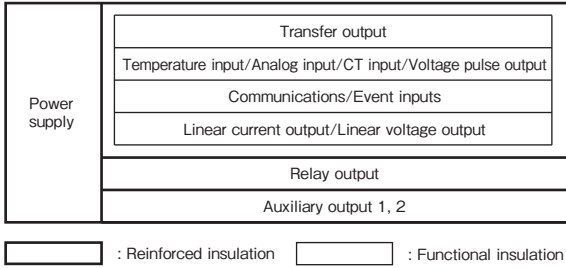 Transfer output
Temperature input/Analog input/CT input/Voltage pulse output
Communications/Event inputs
Linear current output/Linear voltage output
Power
supply
Relay output
Auxiliary output 1, 2
: Reinforced insulation
: Functional insulation